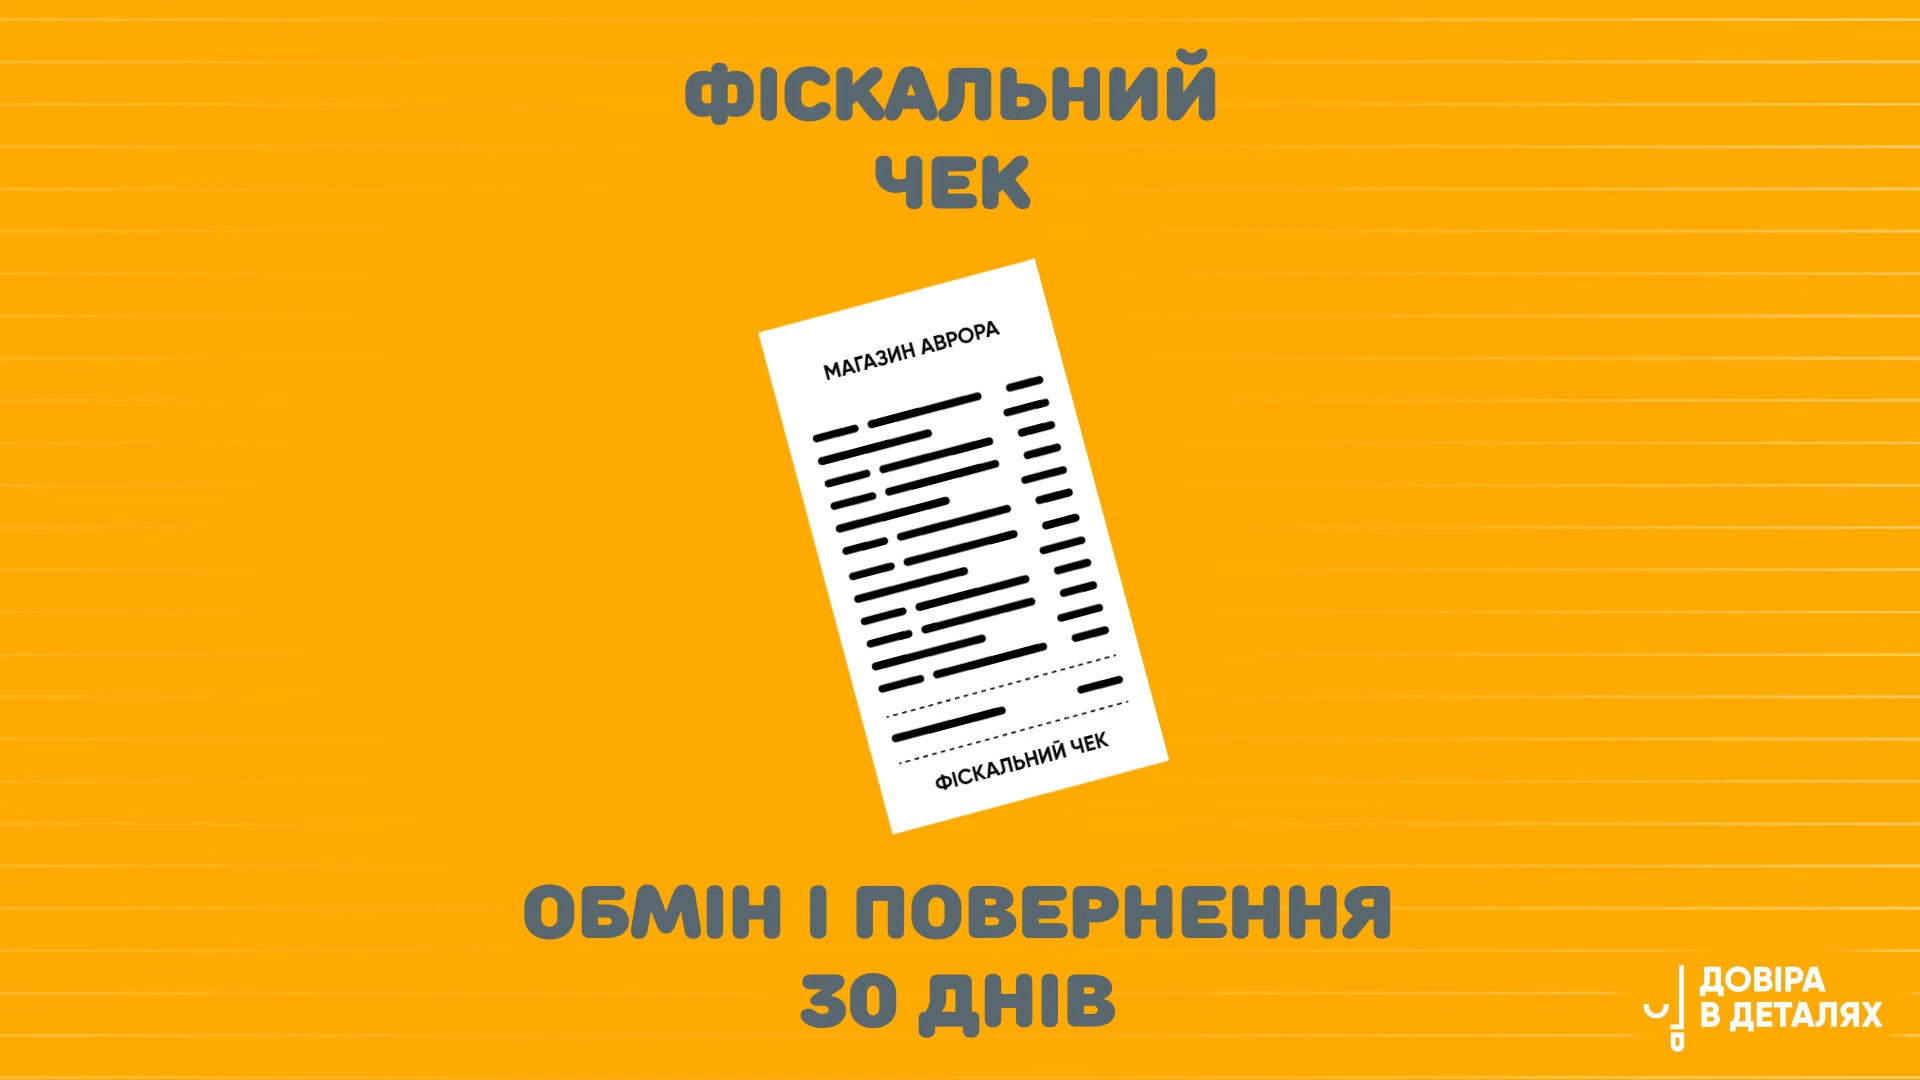 ФІСКАЛЬНИЙ
ЧЕК
МАГАЗИН АВРОРА
ФІСКАЛЬНИЙ ЧЕК
ОБМІН І ПОВЕРНЕННЯ
30 ДНІВ
ДОВІРА
В ДЕТАЛЯХ